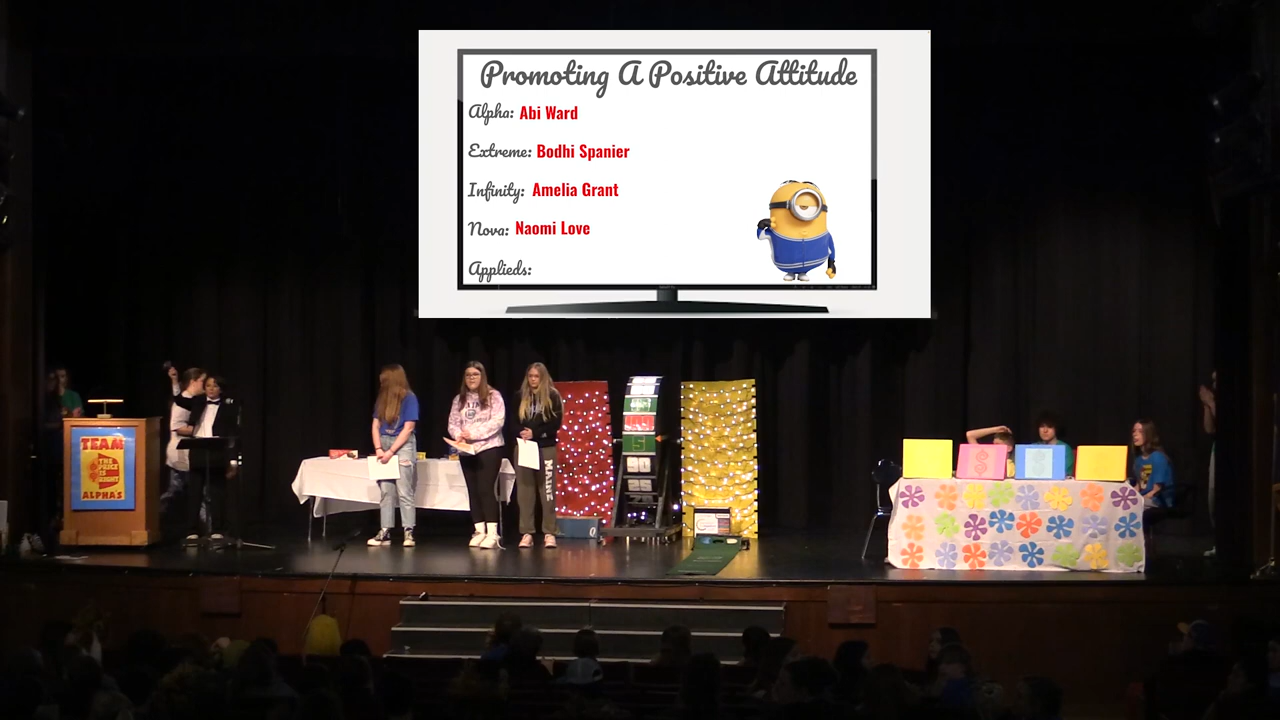 Promoting A Positive Attitude
Alpha: Abi Ward
Extreme: Bodhi Spanier
Infinity: Amelia Grant
Nova: Naomi Love
Applieds:
TEAM
THE
PRICE
IS
RIGHT
ALPHA'S
MAINE